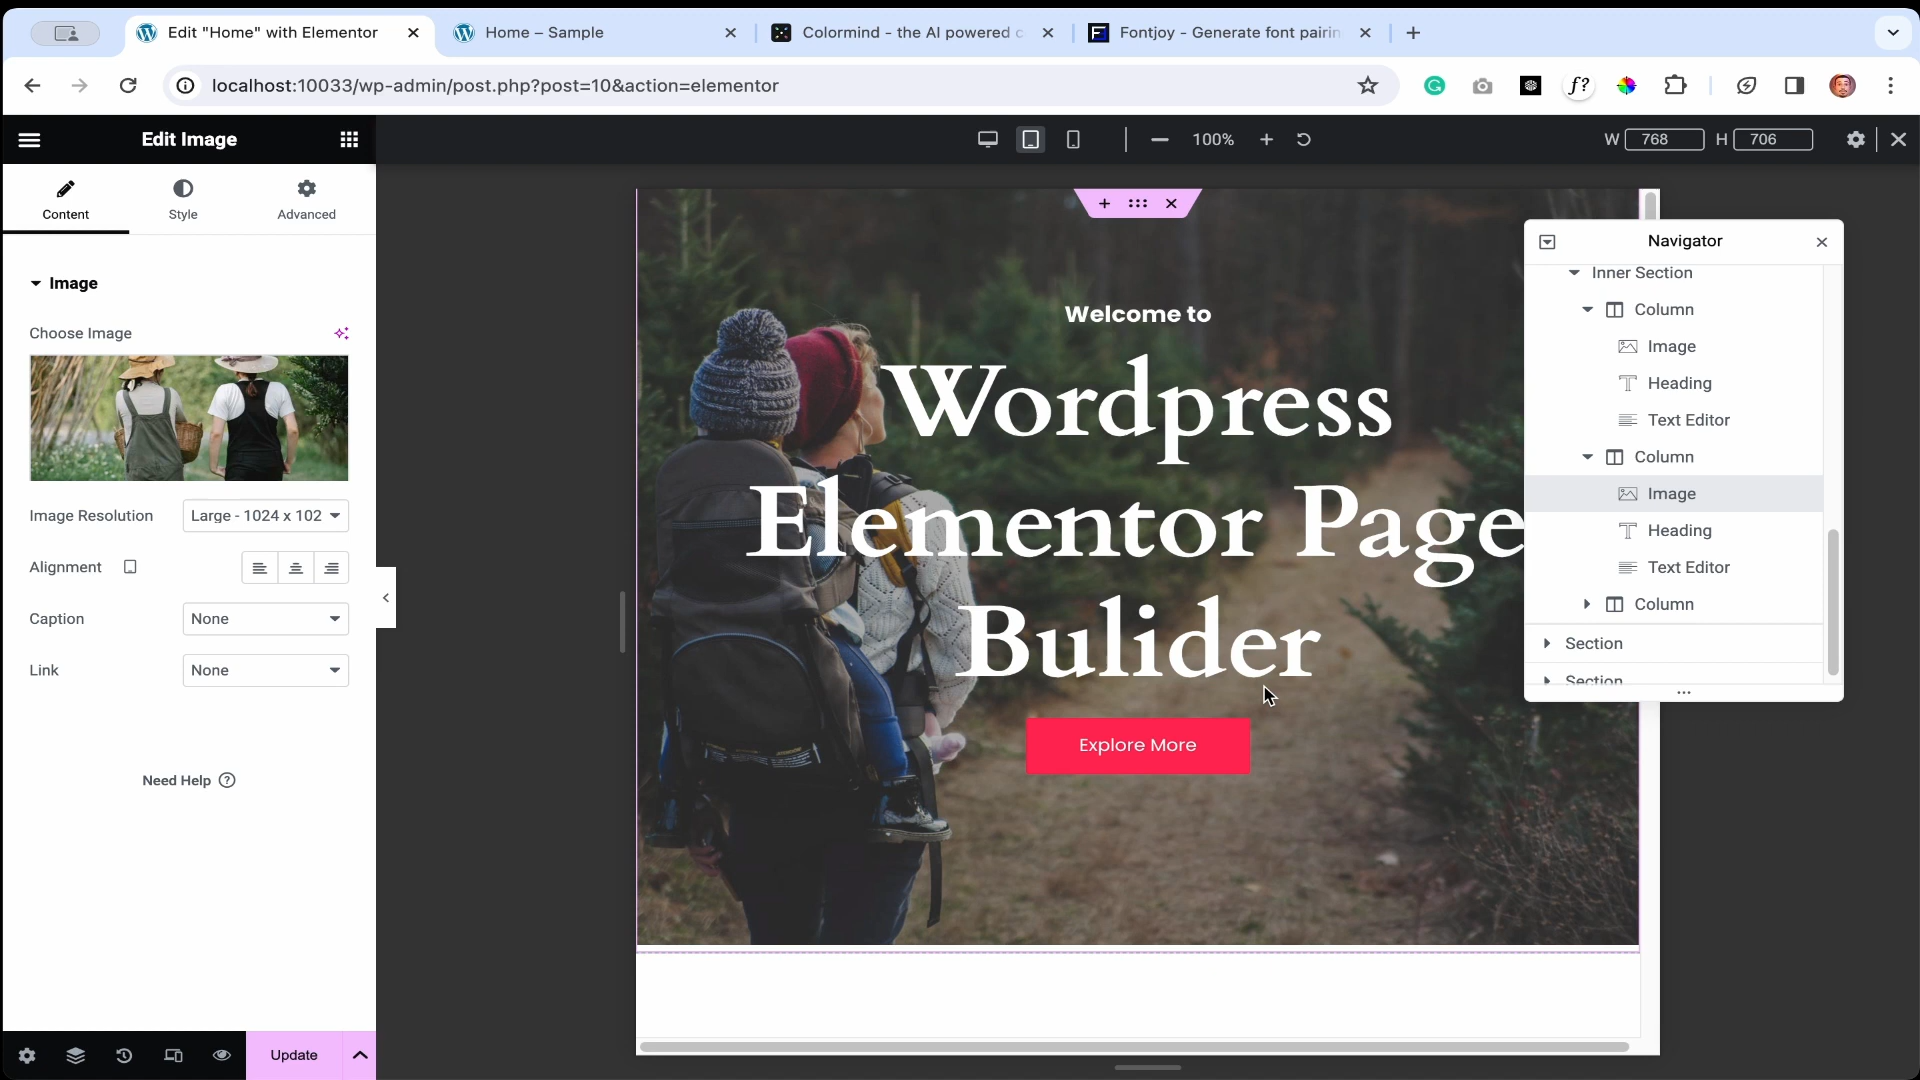 Edit "Home" with Elementor
Home – Sample
Colormind - the AI powered c
Fontjoy - Generate font pairin
localhost:10033/wp-admin/post.php?post=10&action=elementor
f?
Edit Image
100%
W 768 H 706
Content
Style
Advanced
Image
Choose Image
Image Resolution
Large - 1024 x 102
Alignment
Caption
None
Link
None
Need Help
Update
Welcome to
Wordpress
Elementor Page
Bulider
Explore More
Navigator
Inner Section
Column
Image
Heading
Text Editor
Column
Image
Heading
Text Editor
Column
Section
Section